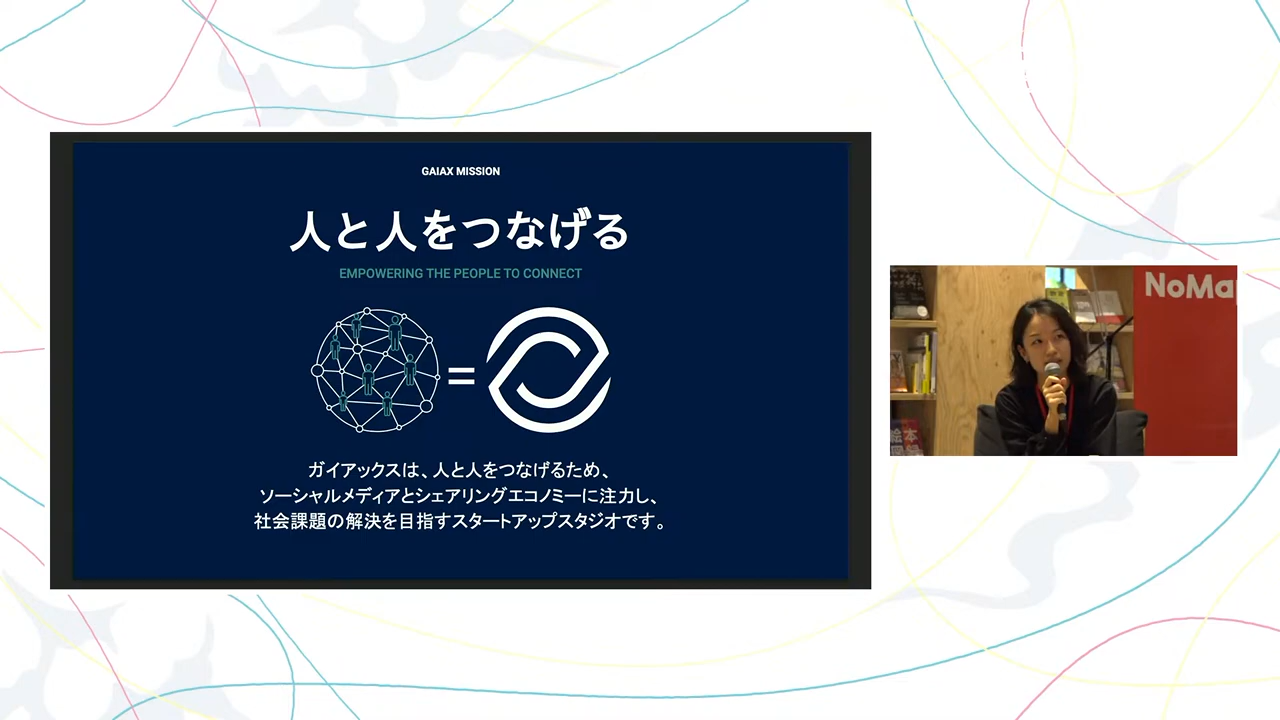 GAIAX MISSION
人と人をつなげる
EMPOWERING THE PEOPLE TO CONNECT
=
ガイアックスは、人と人をつなげるため、
ソーシャルメディアとシェアリングエコノミーに注力し、
社会課題の解決を目指すスタートアップスタジオです。
NoMa
絵本